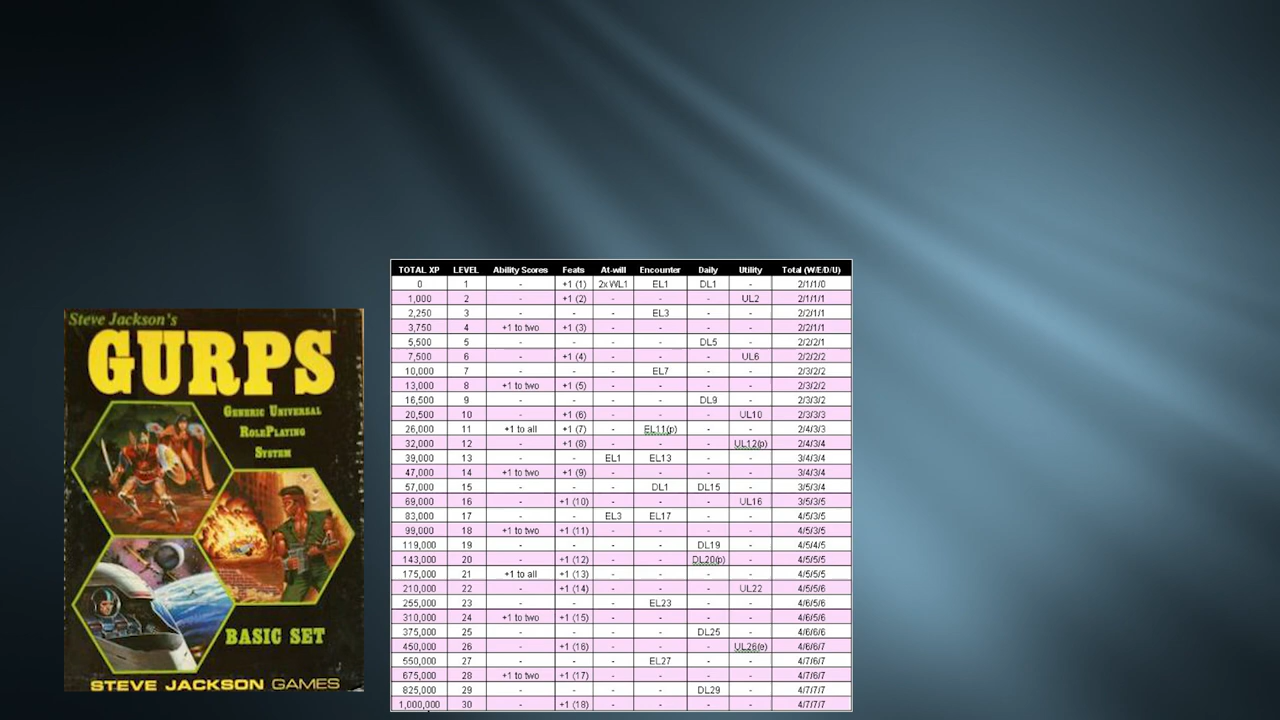 Steve Jackson's
GURPS
GENERIC UNIVERSAL
ROLEPLAYING
SYSTEM
BASIC SET
STEVE JACKSON GAMES
TOTAL XP LEVEL Ability Scores Feats At-will Encounter Daily Utility Total (W/E/D/U)
0 1 - +1 (1) 2x WL1 EL1 DL1 - 2/1/1/0
1,000 2 - +1 (2) - - - UL2 2/1/1/1
2,250 3 - - - EL3 - - 2/2/1/1
3,750 4 +1 to two +1 (3) - - - - 2/2/1/1
5,500 5 - - - - DL5 - 2/2/2/1
7,500 6 - +1 (4) - - - UL6 2/2/2/2
10,000 7 - - - EL7 - - 2/3/2/2
13,000 8 +1 to two +1 (5) - - - - 2/3/2/2
16,500 9 - - - - DL9 - 2/3/3/2
20,500 10 - +1 (6) - - - UL10 2/3/3/3
26,000 11 +1 to all +1 (7) - EL11(p) - - 2/4/3/3
32,000 12 - +1 (8) - - - UL12(p) 2/4/3/4
39,000 13 - - EL1 EL13 - - 3/4/3/4
47,000 14 +1 to two +1 (9) - - - - 3/4/3/4
57,000 15 - - - DL1 DL15 - 3/5/3/4
69,000 16 - +1 (10) - - - UL16 3/5/3/5
83,000 17 - - EL3 EL17 - - 4/5/3/5
99,000 18 +1 to two +1 (11) - - - - 4/5/3/5
119,000 19 - - - - DL19 - 4/5/4/5
143,000 20 - +1 (12) - - DL20(p) - 4/5/5/5
175,000 21 +1 to all +1 (13) - - - - 4/5/5/5
210,000 22 - +1 (14) - - - UL22 4/5/5/6
255,000 23 - - - EL23 - - 4/6/5/6
310,000 24 +1 to two +1 (15) - - - - 4/6/5/6
375,000 25 - - - - DL25 - 4/6/6/6
450,000 26 - +1 (16) - - - UL26(e) 4/6/6/7
550,000 27 - - - EL27 - - 4/7/6/7
675,000 28 +1 to two +1 (17) - - - - 4/7/6/7
825,000 29 - - - - DL29 - 4/7/7/7
1,000,000 30 - +1 (18) - - - - 4/7/7/7